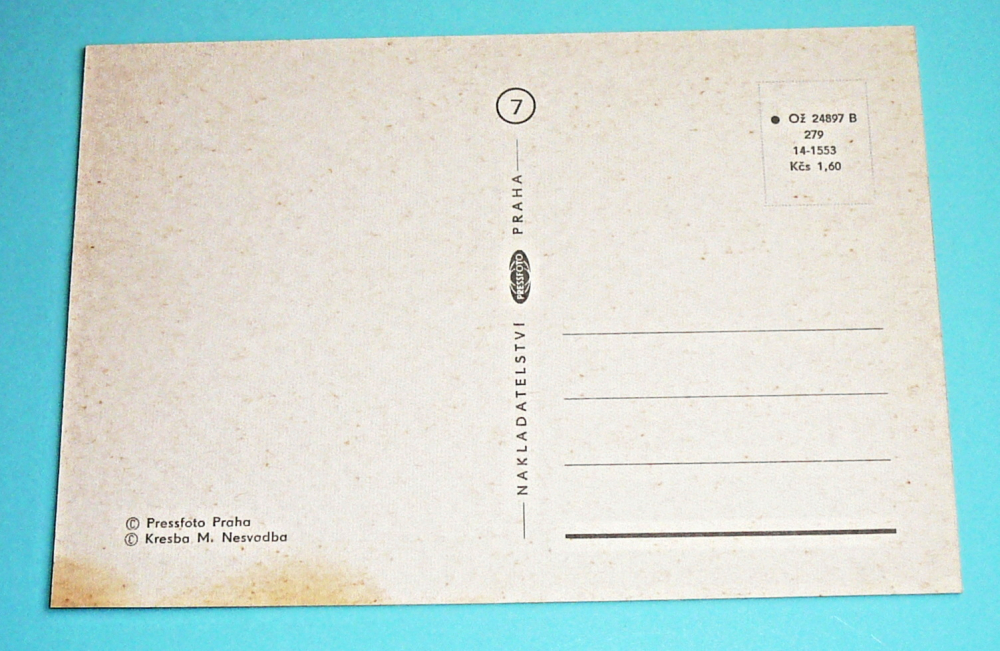 7
● Ož 24897 B
279
14-1553
Kčs 1,60
NAKLADATELSTVI PRESSFOTO PRAHA
© Pressfoto Praha
© Kresba M. Nesvadba